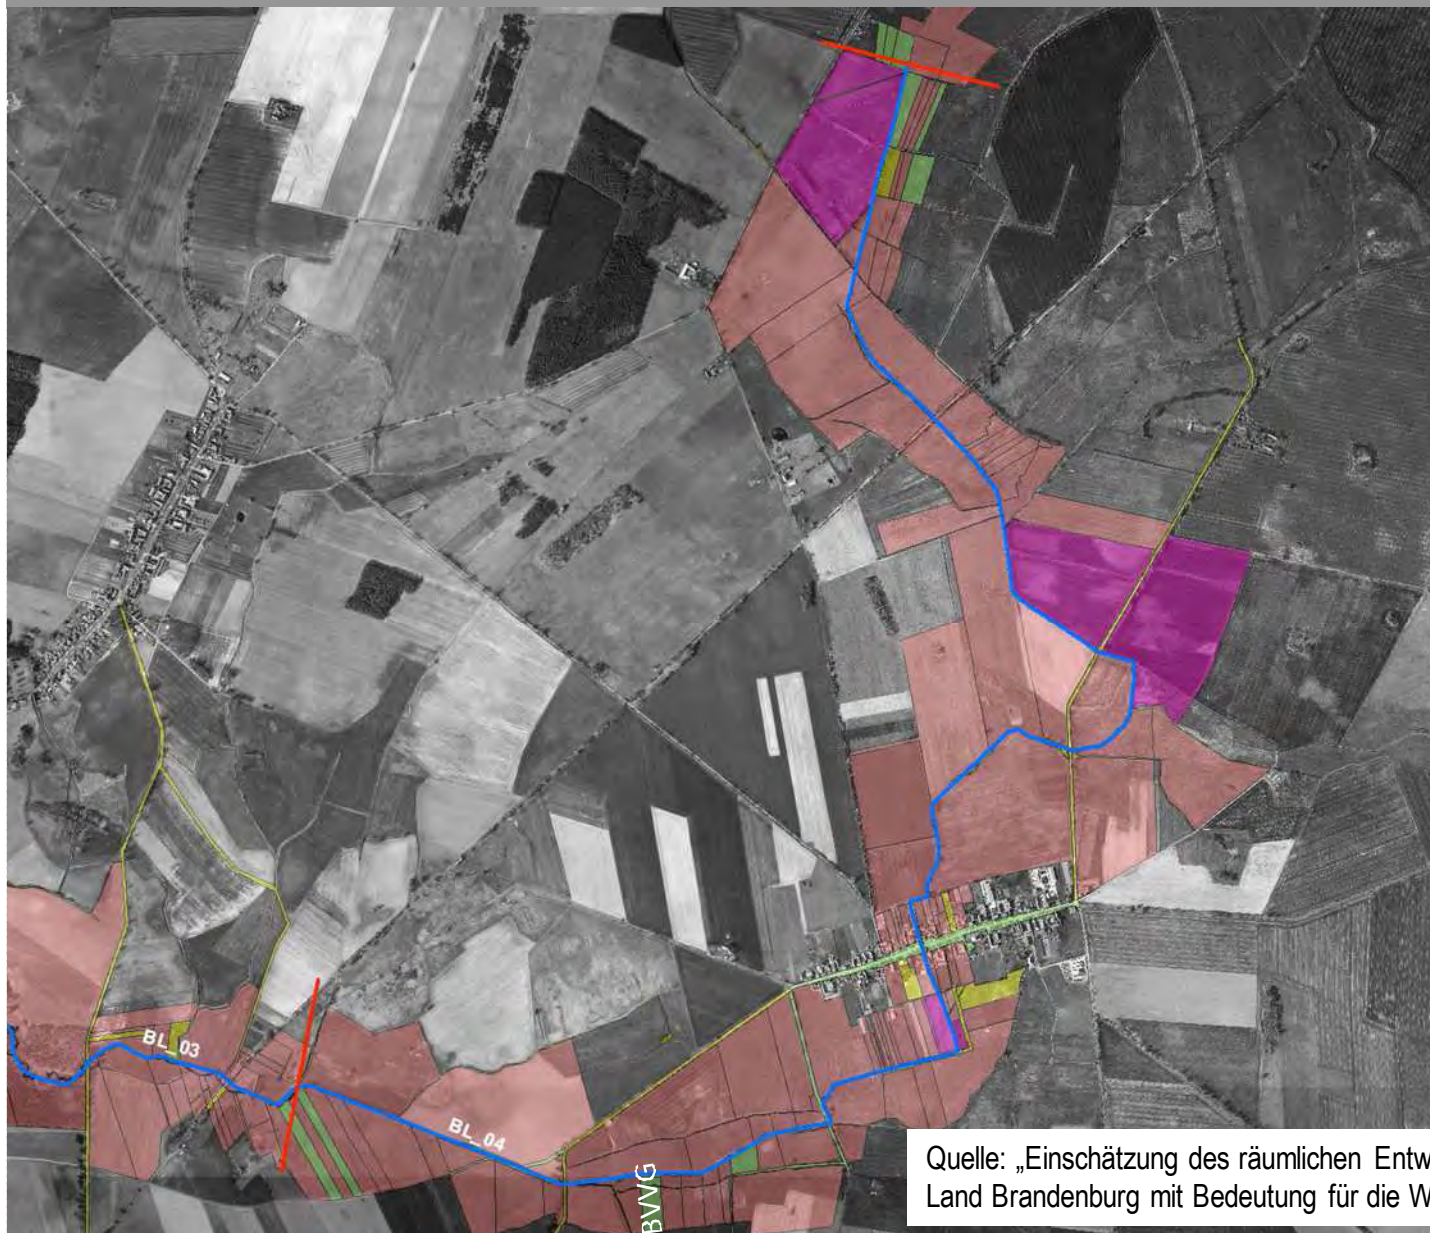 BL_03
BL_04
BVVG
Quelle: „Einschätzung des räumlichen Entw
Land Brandenburg mit Bedeutung für die W